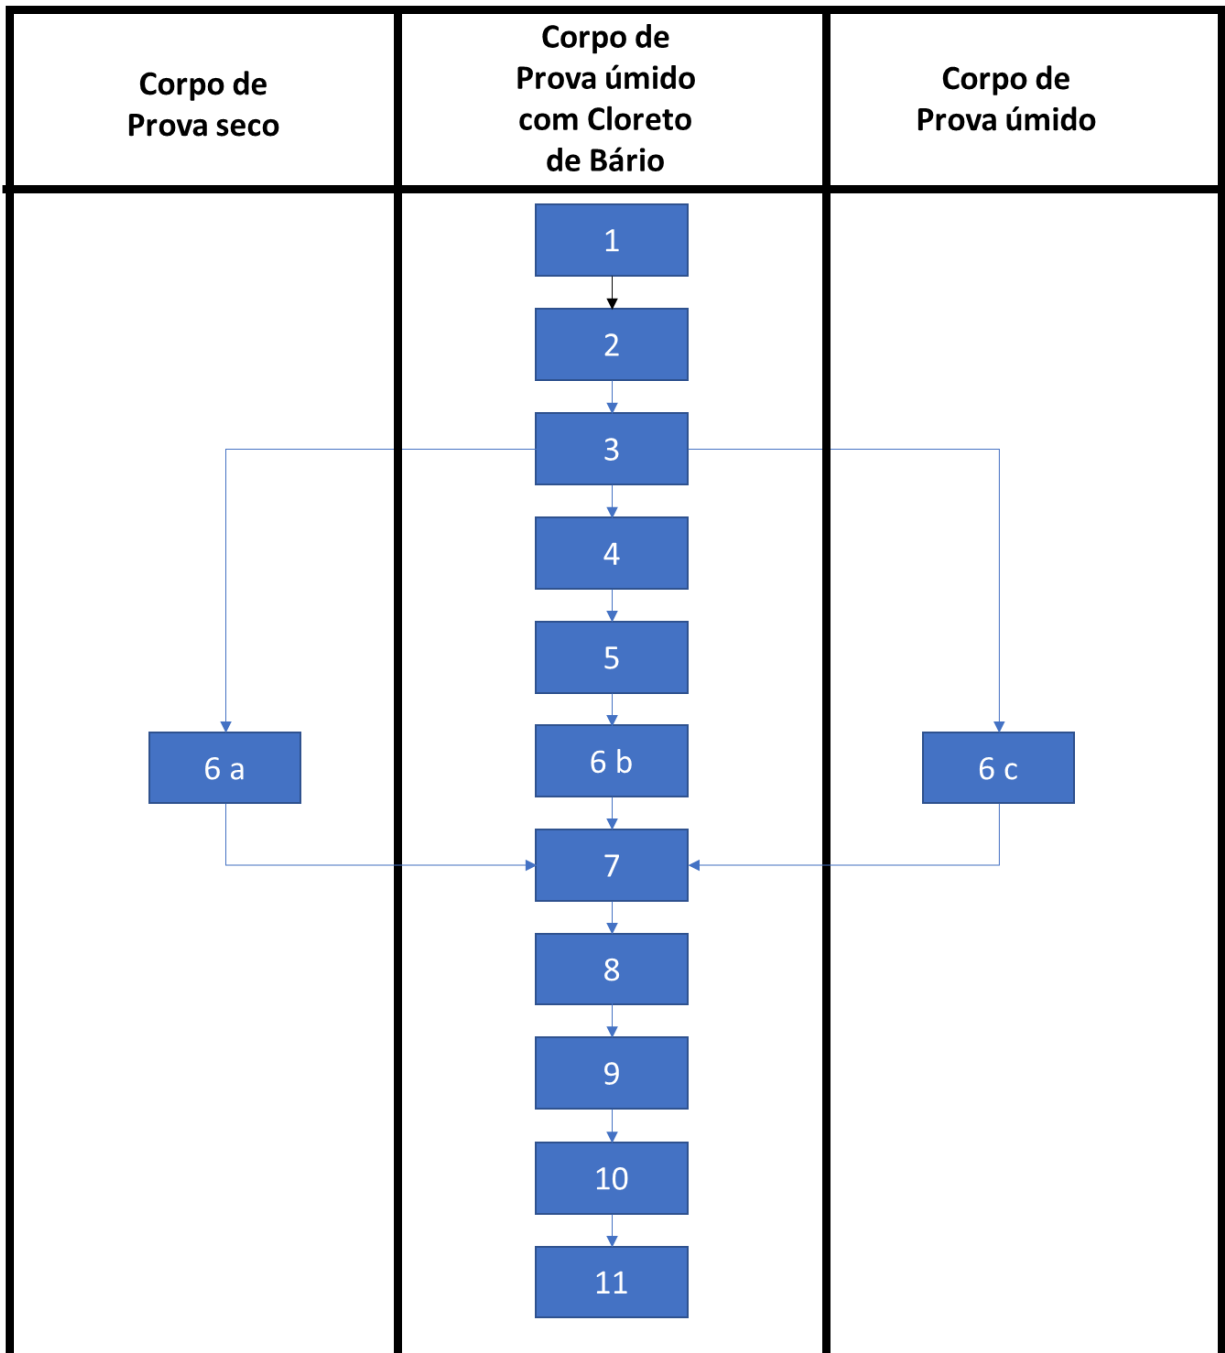 Corpo de
Prova seco
Corpo de
Prova úmido
com Cloreto
de Bário
Corpo de
Prova úmido
1
2
3
4
5
6 a
6 b
6 c
7
8
9
10
11